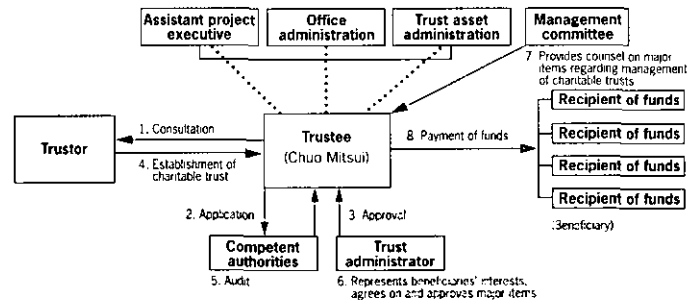 Assistant project
executive
Office
administration
Trust asset
administration
Management
committee
7 Provides counsel on major
items regarding management
of charitable trusts
Trustor
1. Consultation
4. Establishment of
charitable trust
Trustee
(Chuo Mitsui)
8. Payment of funds
Recipient of funds
Recipient of funds
Recipient of funds
Recipient of funds
(Beneficiary)
2. Application
3. Approval
Competent
authorities
5. Audit
Trust
administrator
6. Represents beneficiaries' interests,
agrees on and approves major items